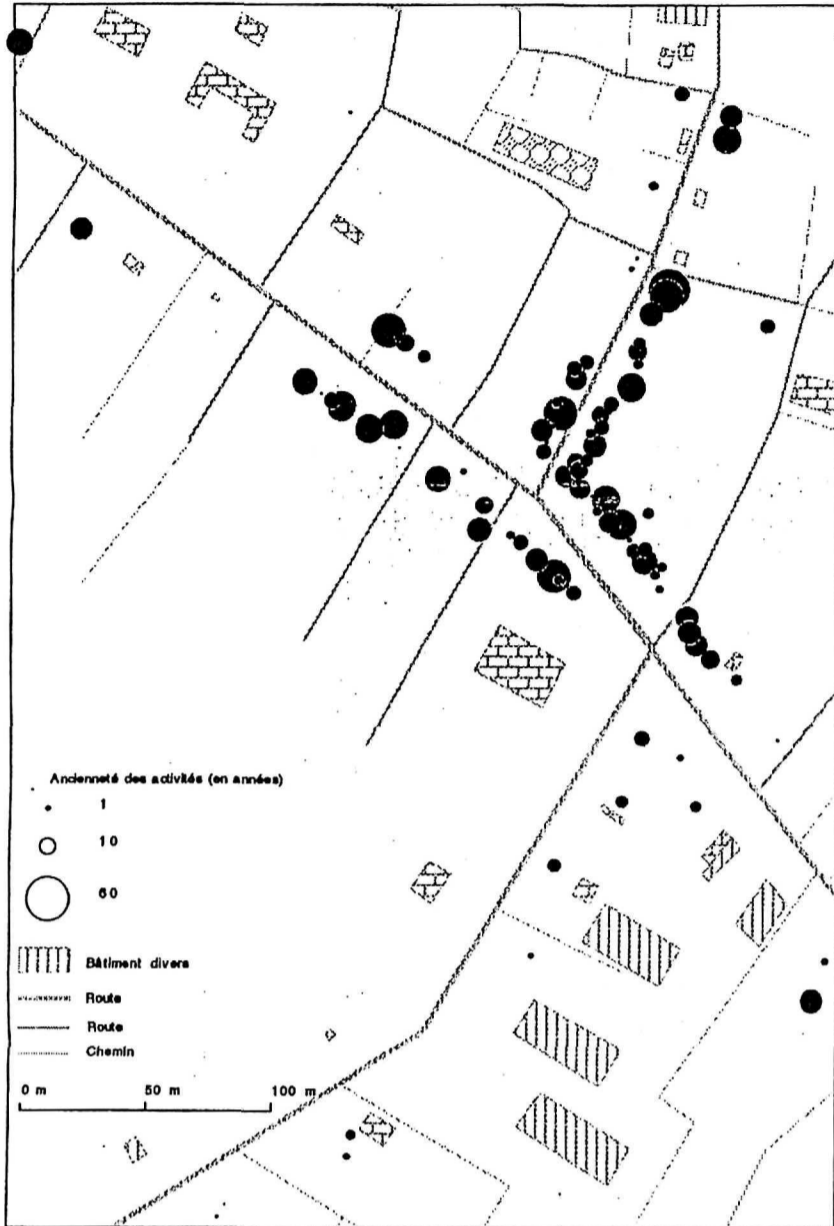 Ancienneté des activités (en années)
1
10
60
Bâtiment divers
Route
Route
Chemin
0 m 50 m 100 m